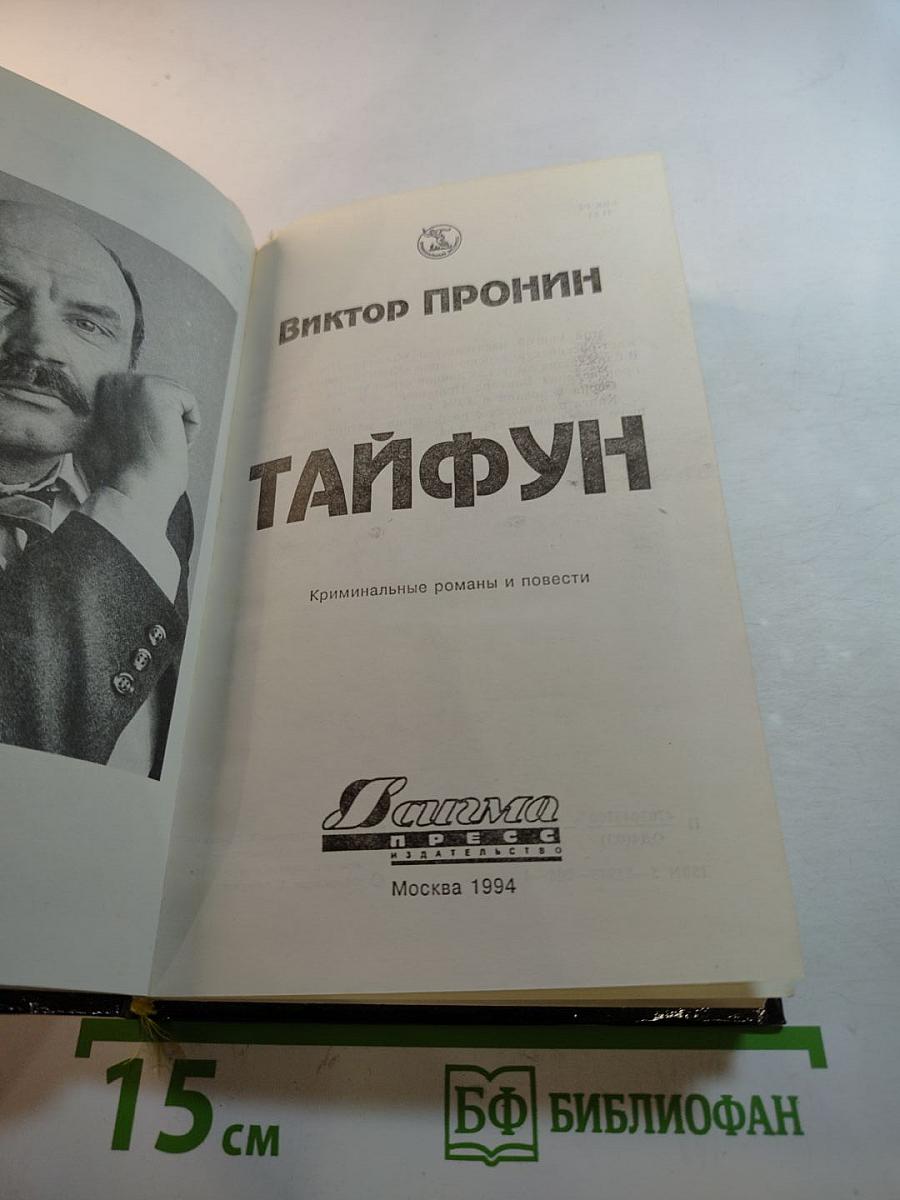 Виктор ПРОНИН
ТАЙФУН
Криминальные романы и повести
Вагриус
ПРЕСС
ИЗДАТЕЛЬСТВО
Москва 1994
15 см
БФ БИБЛИОФАН